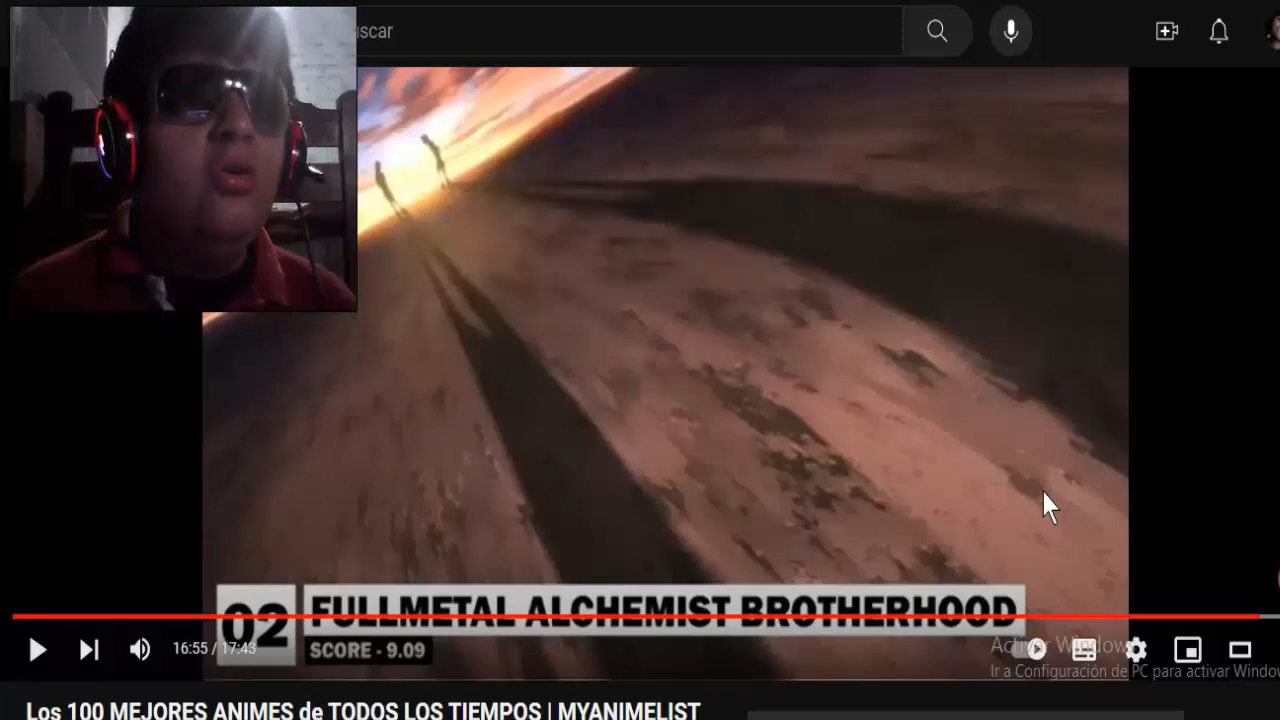 uscar
02
FULLMETAL ALCHEMIST BROTHERHOOD
SCORE - 9.09
16:55 / 17:43
Activar Windows
Ir a Configuración de PC para activar Windo
Los 100 MEJORES ANIMES de TODOS LOS TIEMPOS | MYANIMELIST